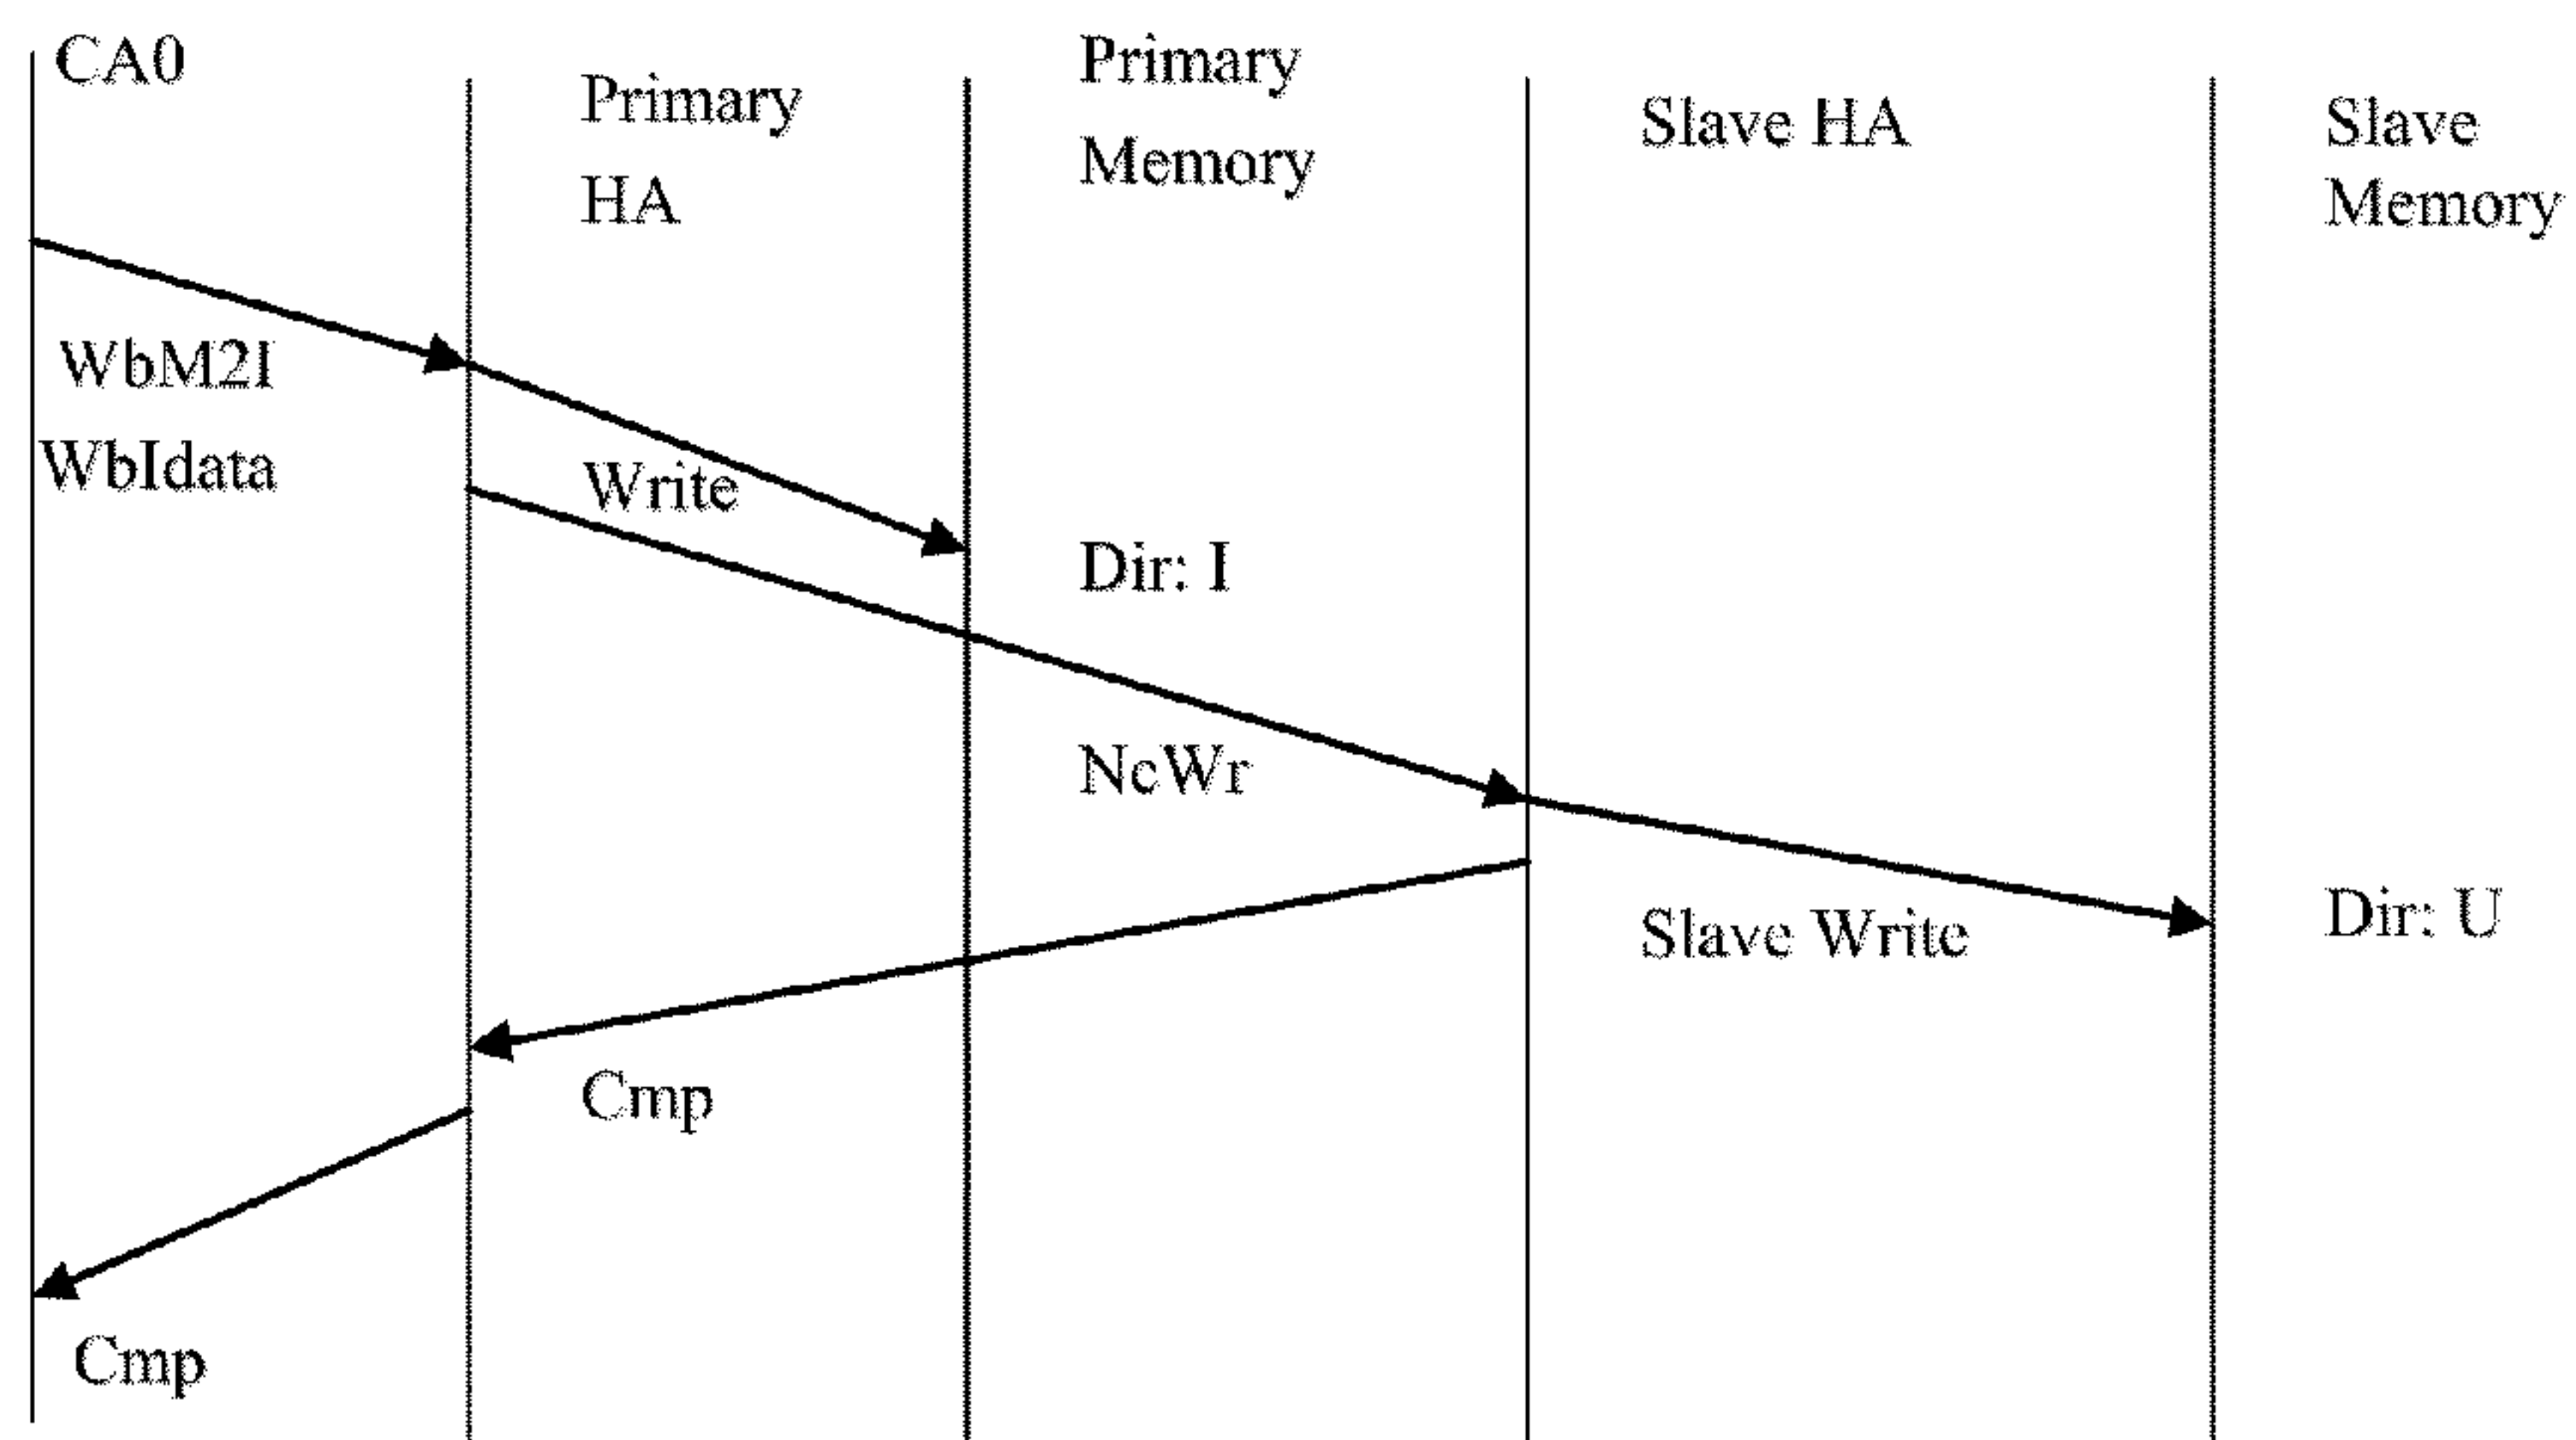 CA0
Primary
HA
Primary
Memory
Slave HA
Slave
Memory
WbM2I
WbIdata
Write
Dir: I
NcWr
Slave Write
Dir: U
Cmp
Cmp